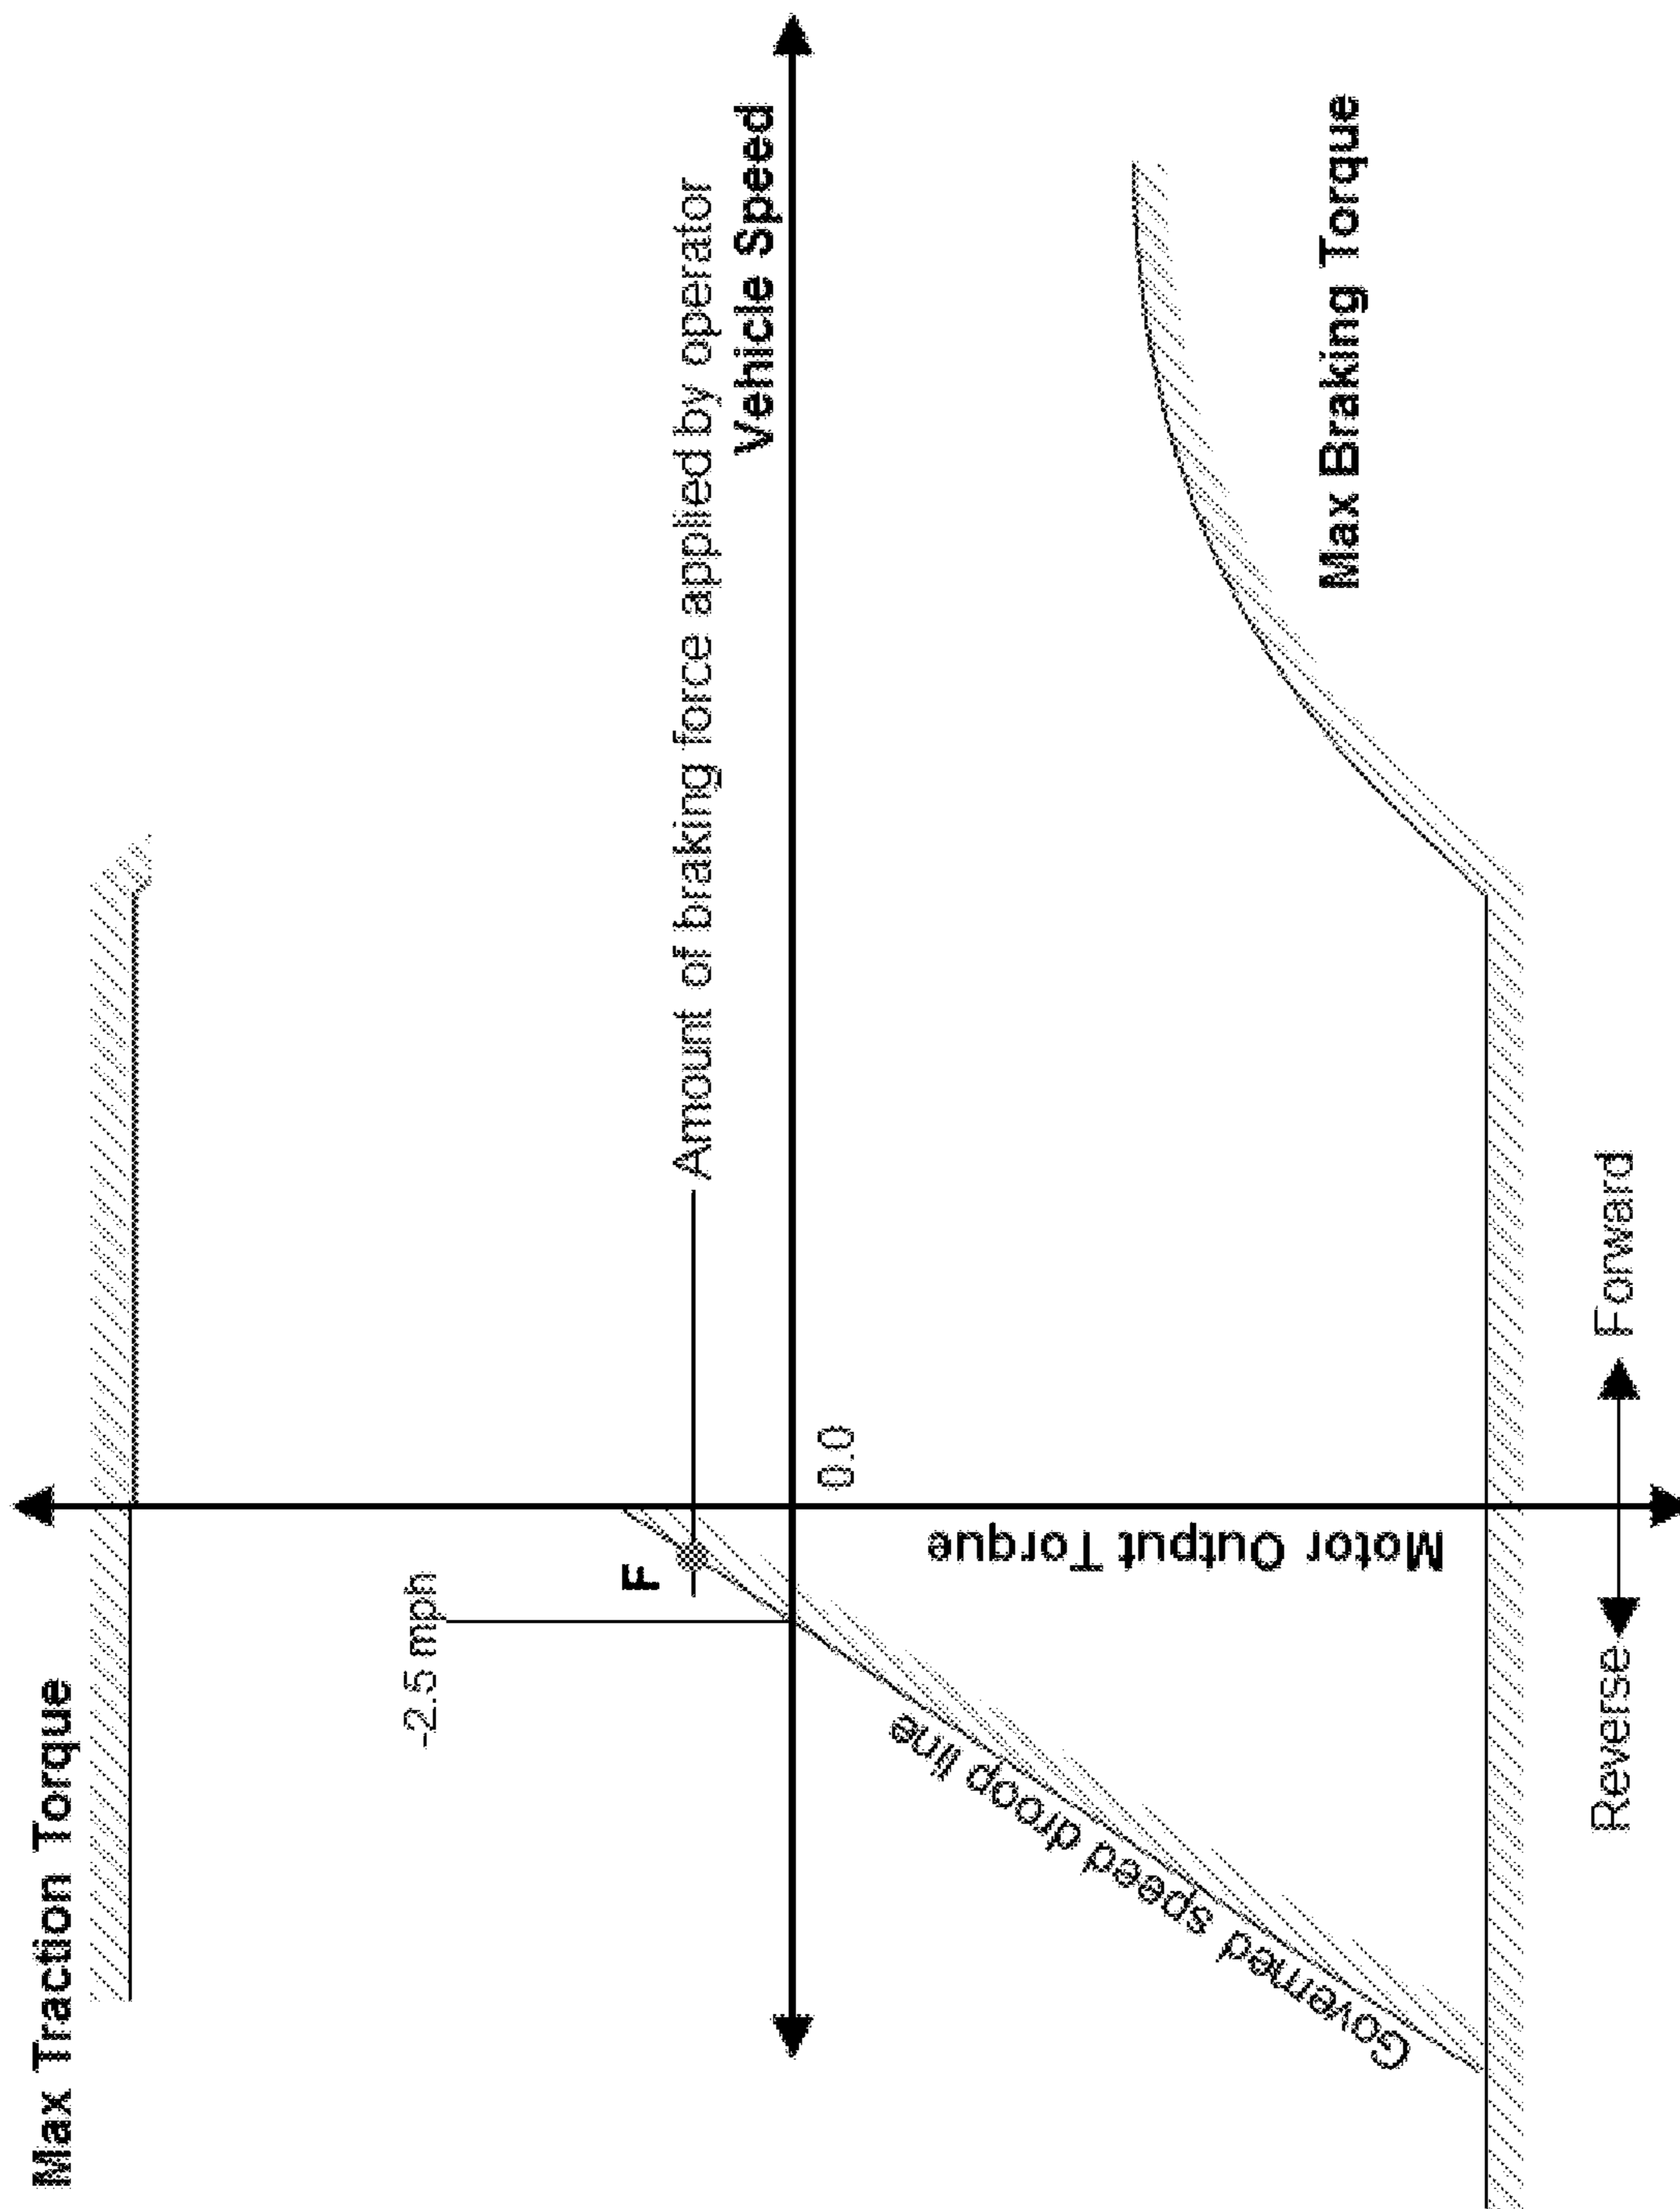 Max Traction Torque
-2.5 mph
F
Amount of braking force applied by operator
Vehicle Speed
0.0
Motor Output Torque
Governed speed droop line
Max Braking Torque
Reverse
Forward